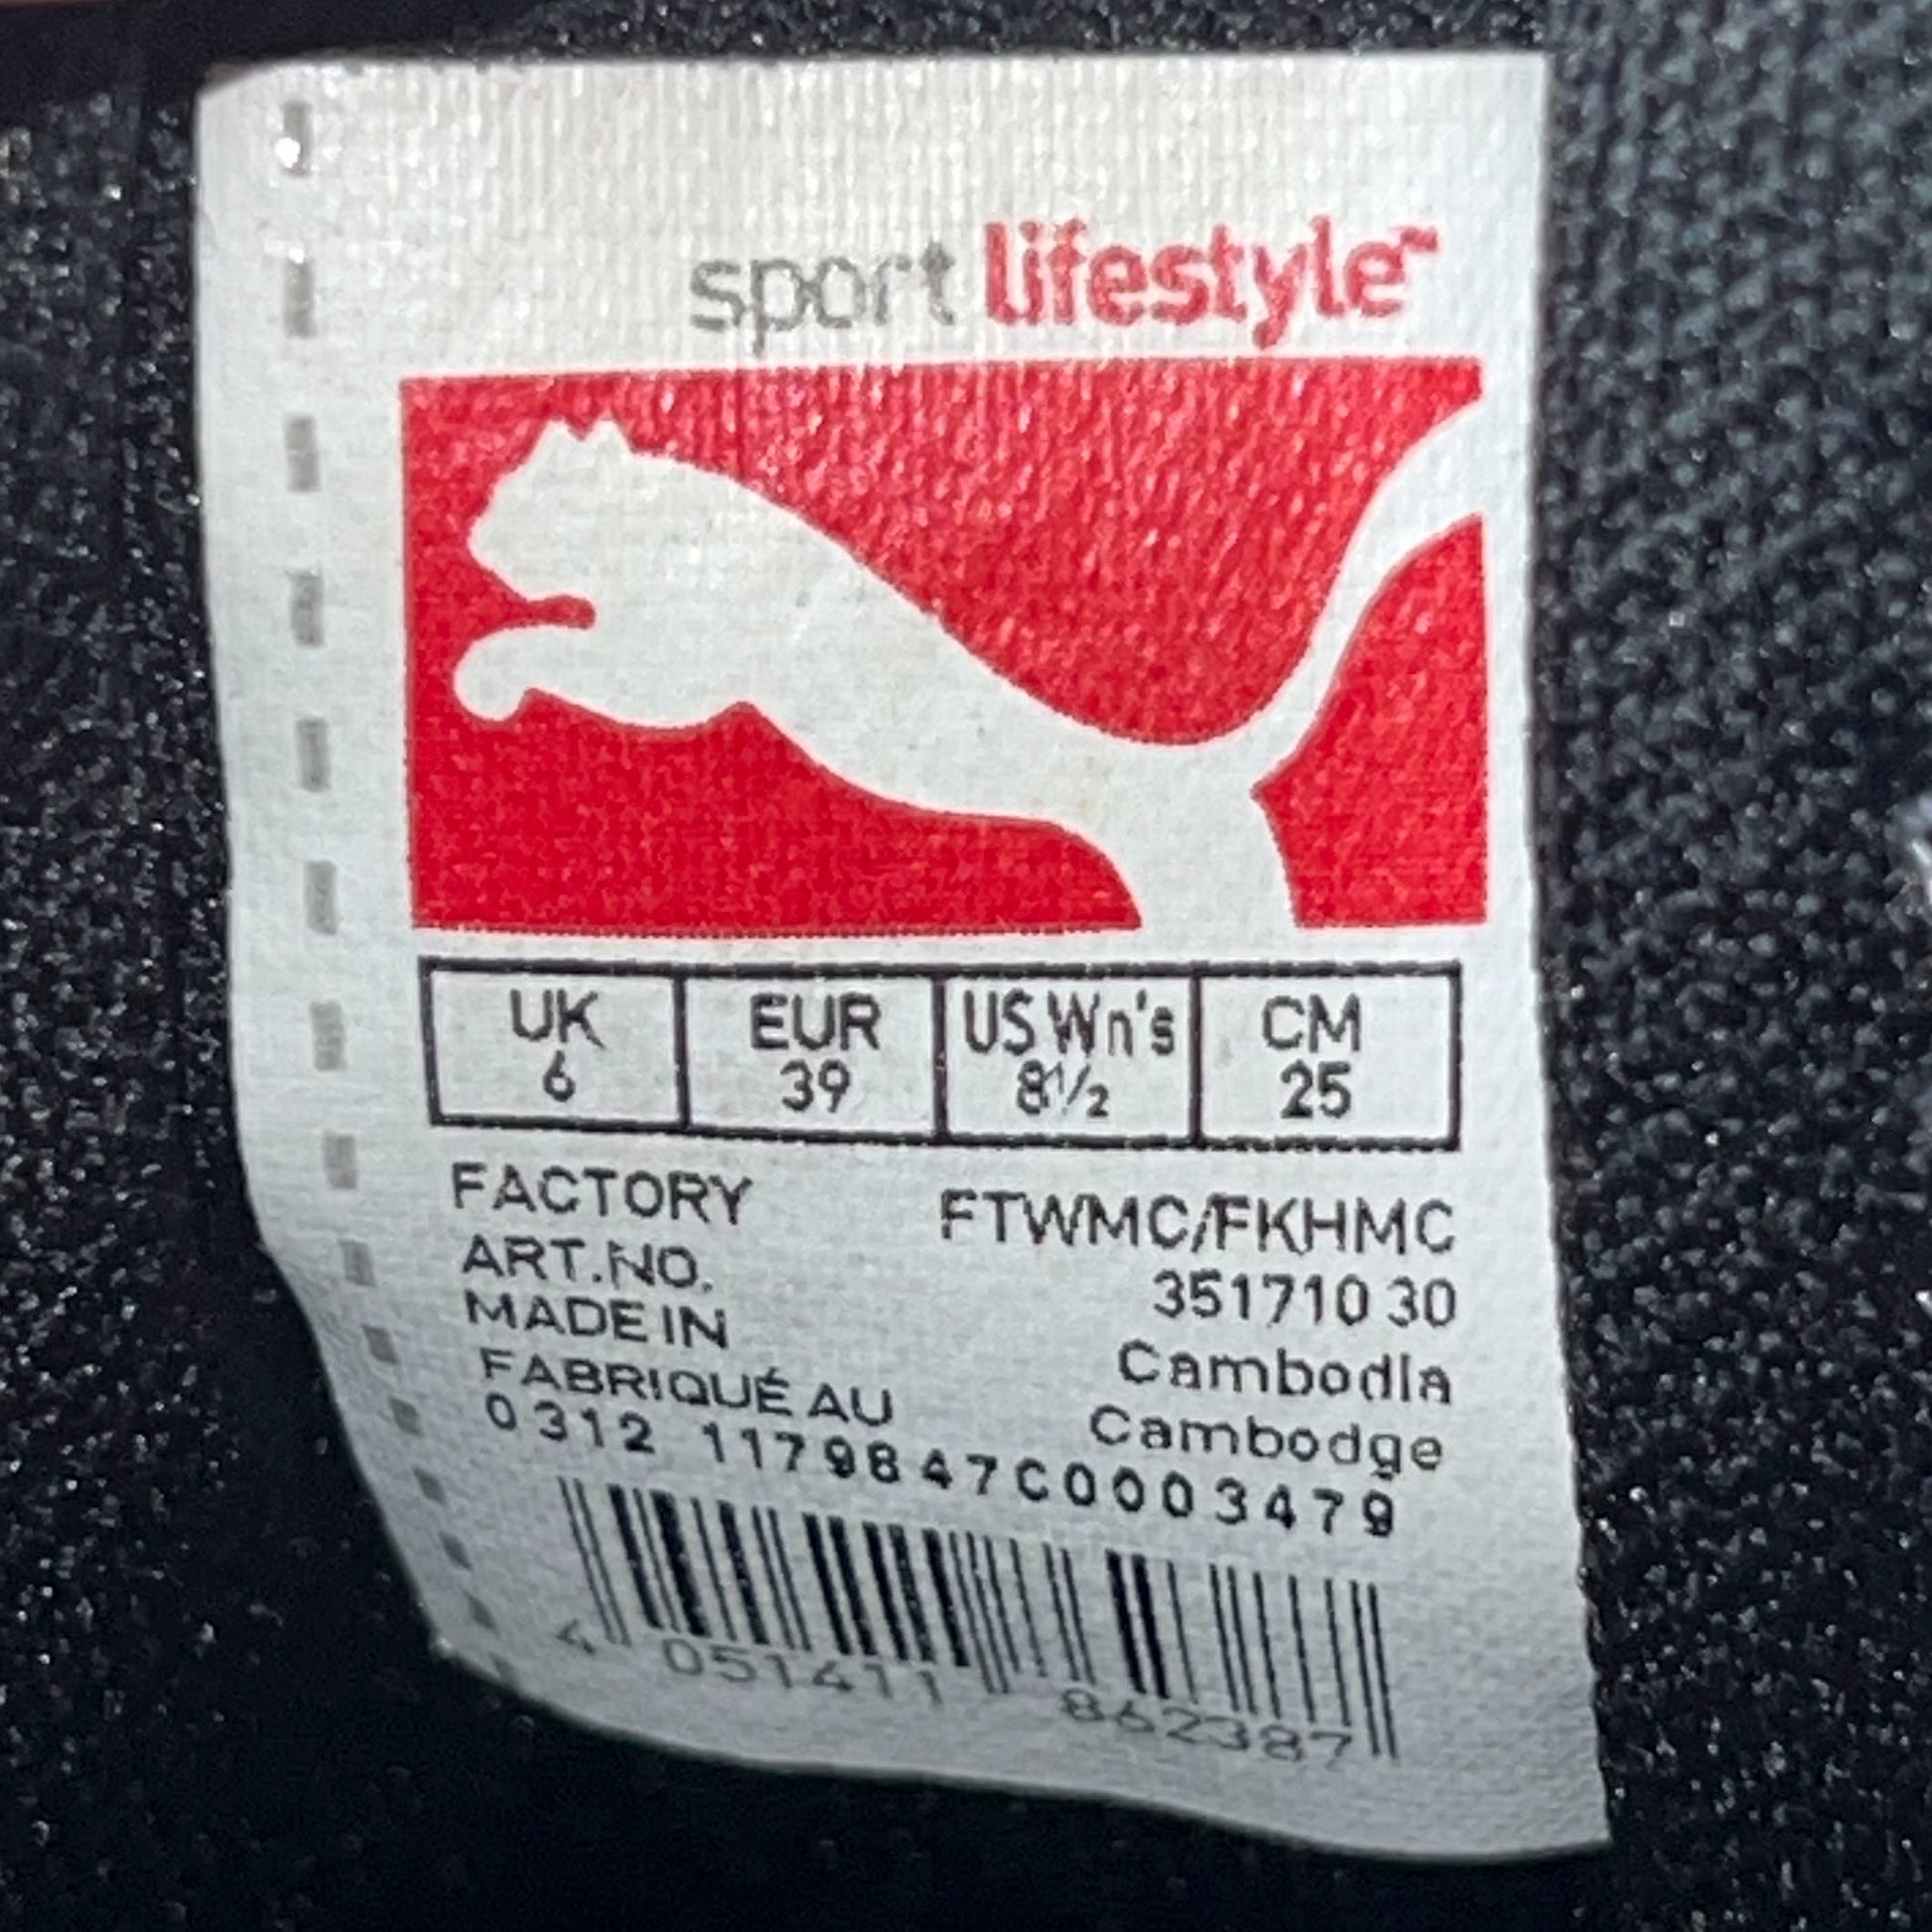 sport lifestyle™
UK EUR US Wn's CM
6 39 8½ 25
FACTORY FTWMC/FKHMC
ART.NO. 351710 30
MADE IN Cambodia
FABRIQUÉ AU Cambodge
0312 1179847C0003479
4 051411 862387